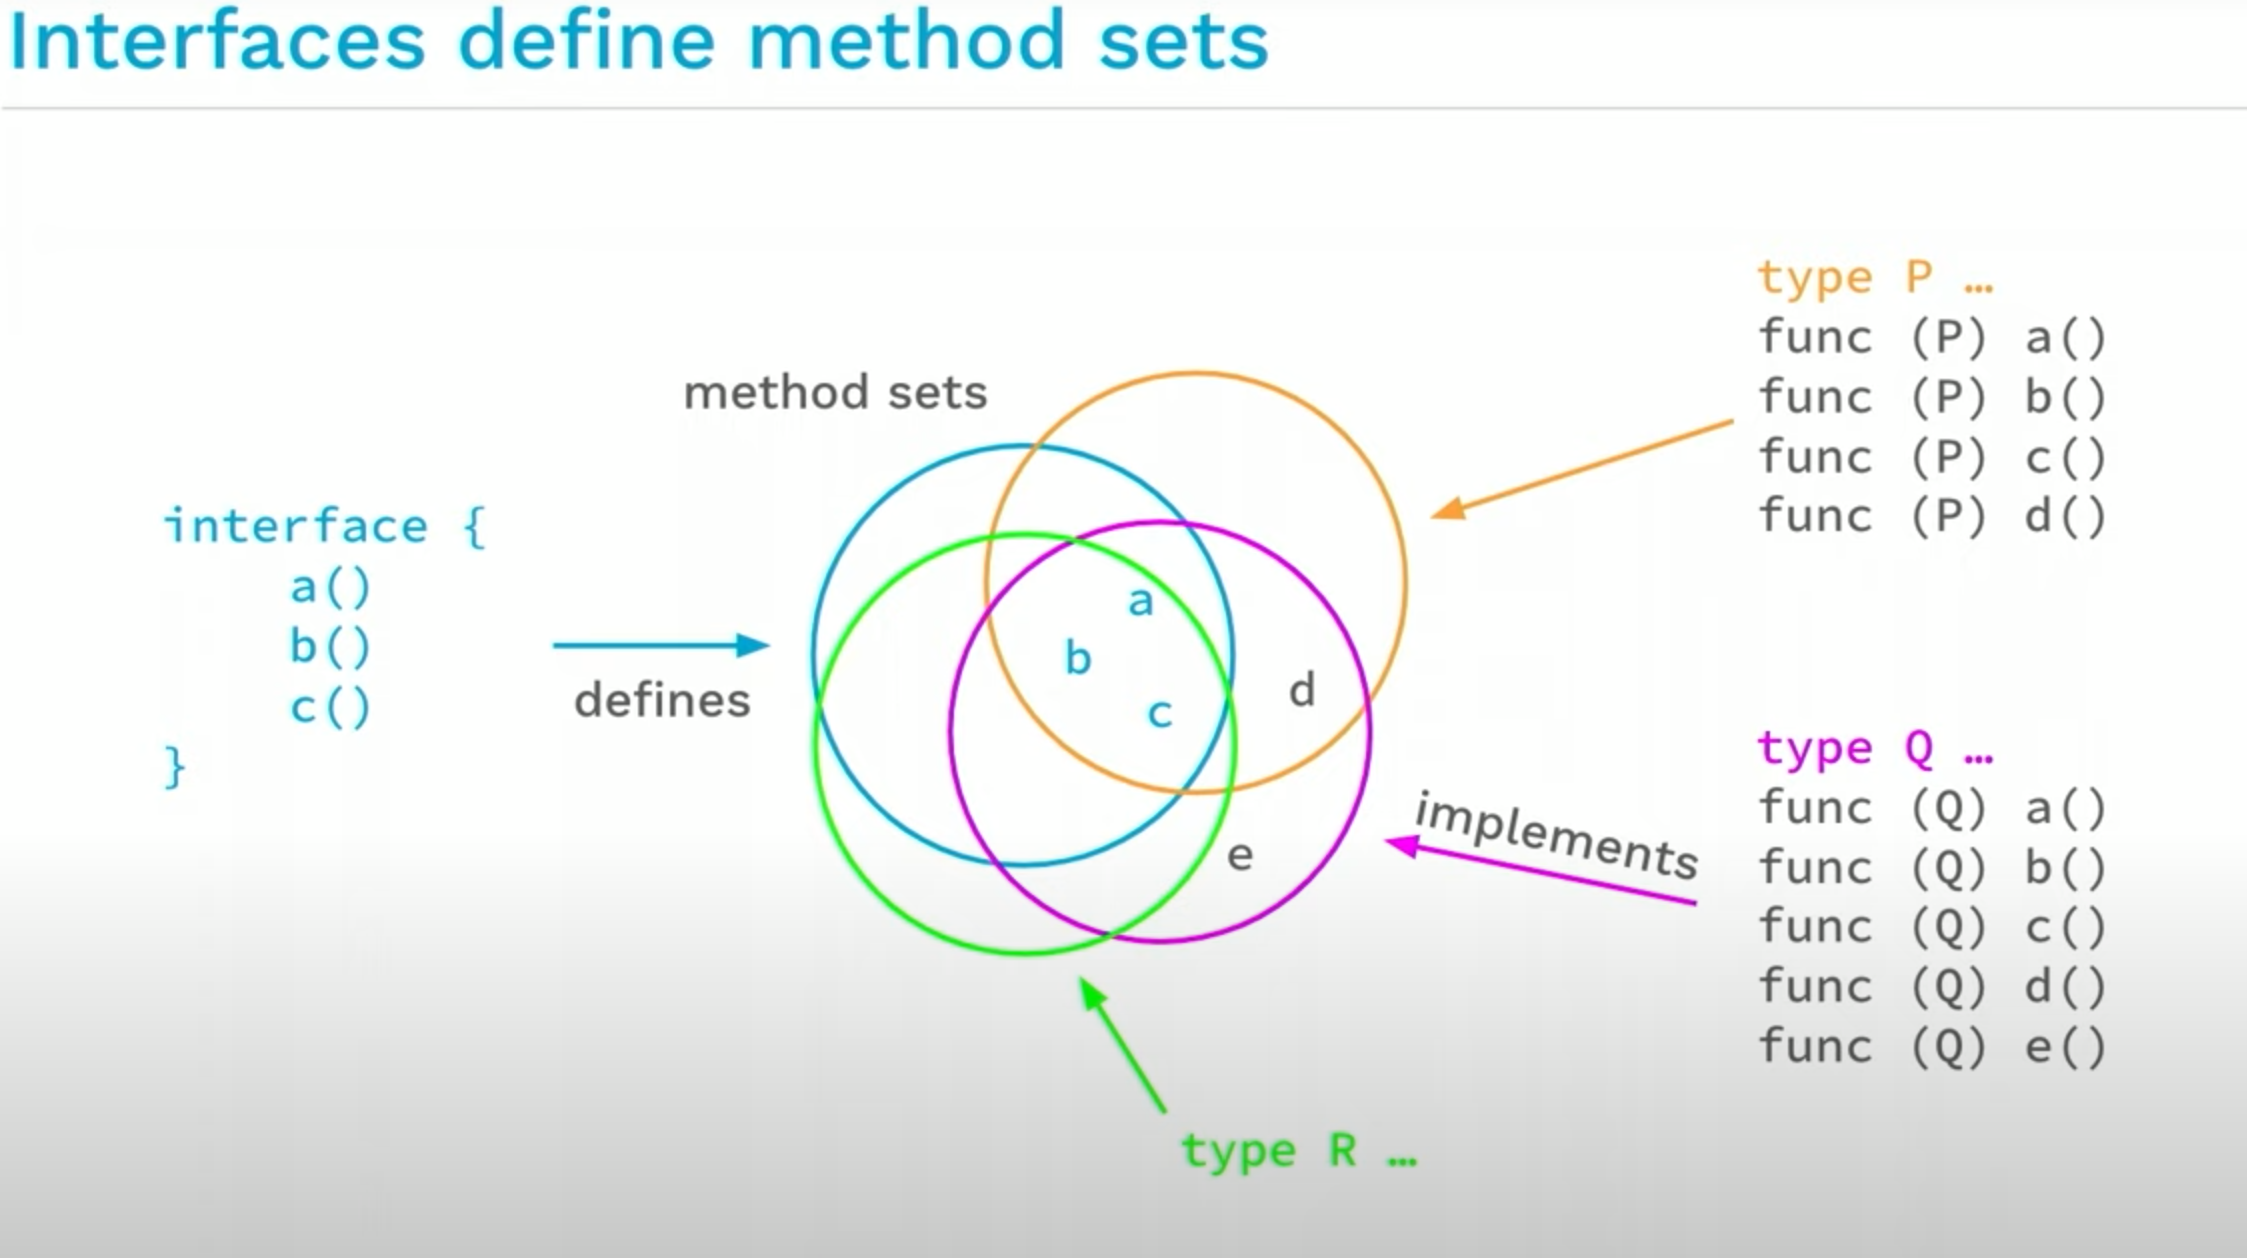 Interfaces define method sets
method sets
interface {
a()
b()
c()
}
defines
a
b
c
d
e
type P …
func (P) a()
func (P) b()
func (P) c()
func (P) d()
implements
type Q …
func (Q) a()
func (Q) b()
func (Q) c()
func (Q) d()
func (Q) e()
type R …